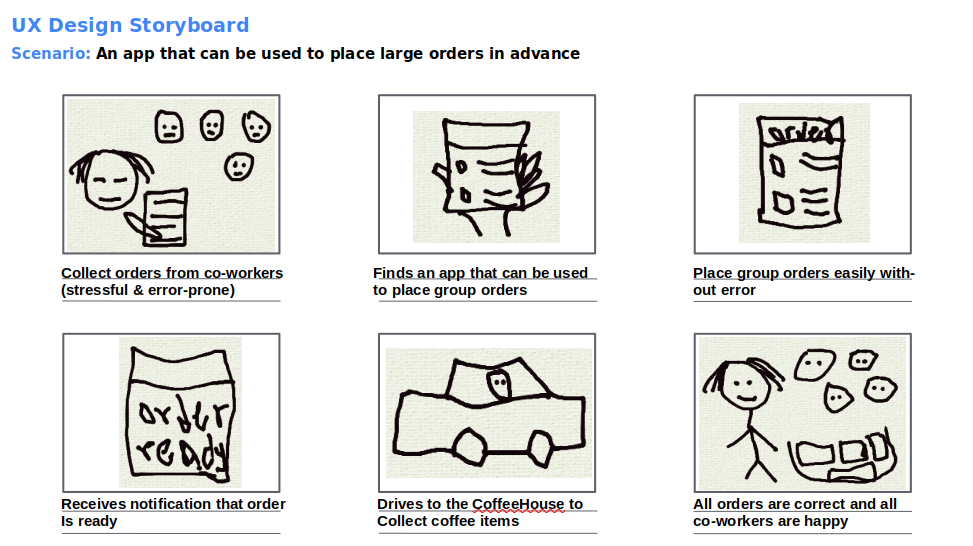 UX Design Storyboard
Scenario: An app that can be used to place large orders in advance
order
Collect orders from co-workers
(stressful & error-prone)
Finds an app that can be used
to place group orders
Place group orders easily with-
out error
order
ready
Receives notification that order
Is ready
Drives to the CoffeeHouse to
Collect coffee items
All orders are correct and all
co-workers are happy